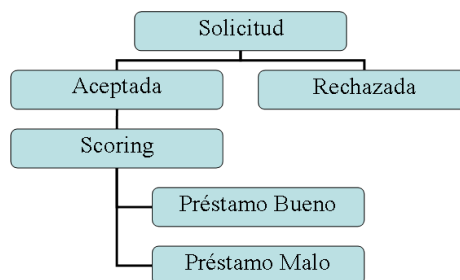 Solicitud
Aceptada
Rechazada
Scoring
Préstamo Bueno
Préstamo Malo